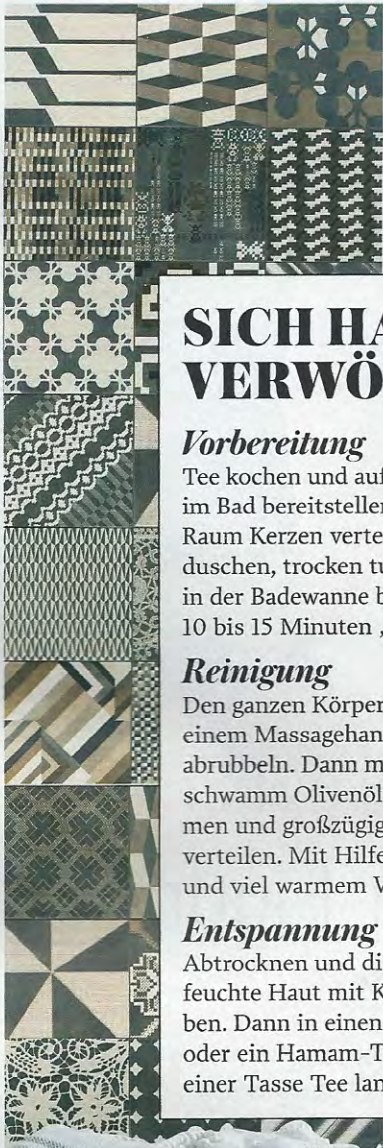 SICH HA
VERWÖ
Vorbereitung
Tee kochen und auf
im Bad bereitstellen
Raum Kerzen verte
duschen, trocken tu
in der Badewanne b
10 bis 15 Minuten ,
Reinigung
Den ganzen Körper
einem Massagehan
abrubbeln. Dann m
schwamm Olivenöl
men und großzügig
verteilen. Mit Hilfe
und viel warmem W
Entspannung
Abtrocknen und di
feuchte Haut mit K
ben. Dann in einen
oder ein Hamam-T
einer Tasse Tee lan